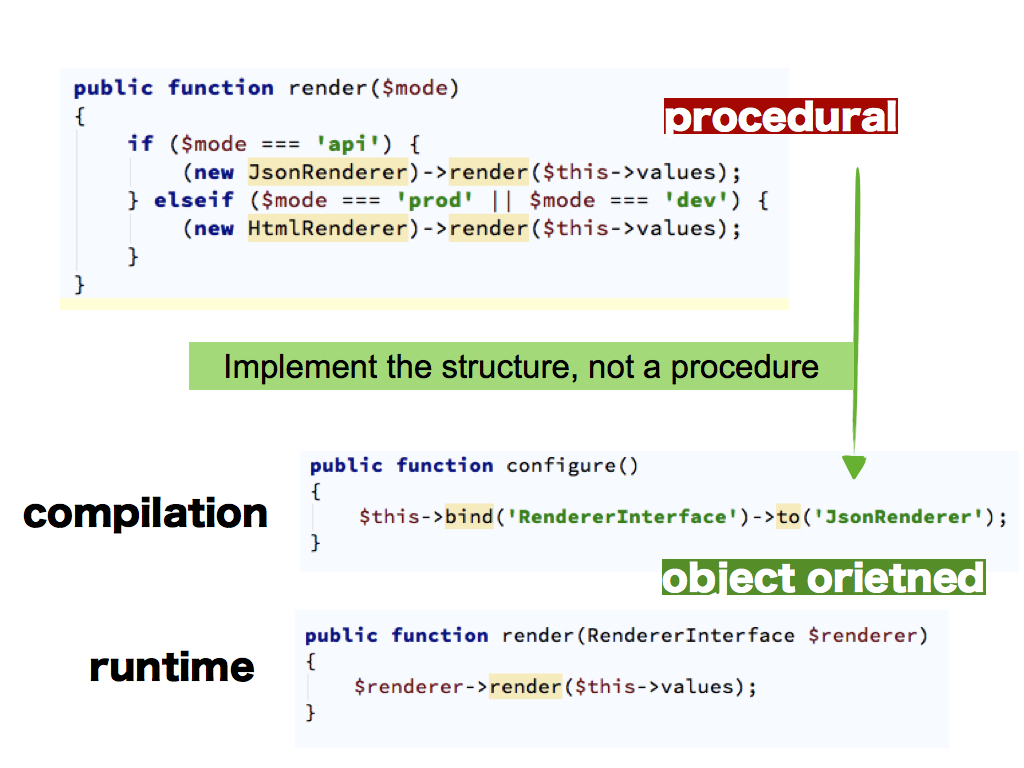 public function render($mode)
{
    if ($mode === 'api') {
        (new JsonRenderer)->render($this->values);
    } elseif ($mode === 'prod' || $mode === 'dev') {
        (new HtmlRenderer)->render($this->values);
    }
}
procedural
Implement the structure, not a procedure
compilation
public function configure()
{
    $this->bind('RendererInterface')->to('JsonRenderer');
}
object orietned
runtime
public function render(RendererInterface $renderer)
{
    $renderer->render($this->values);
}